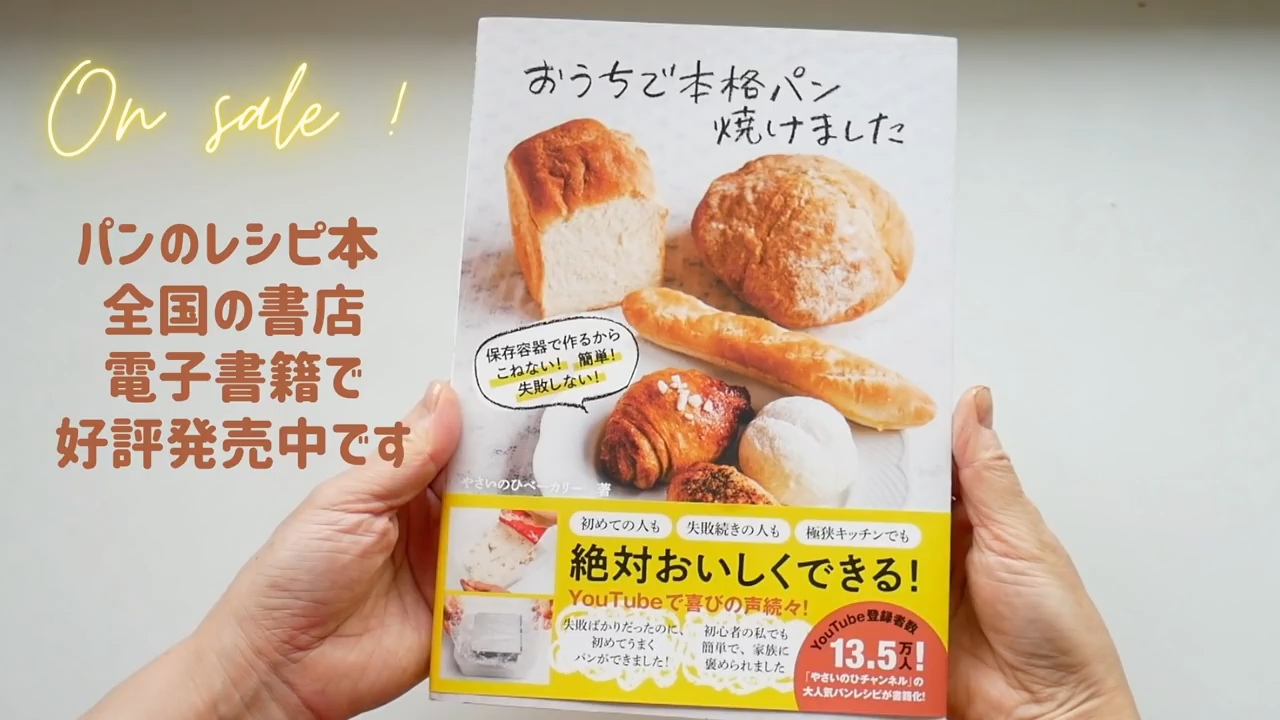 On sale !
パンのレシピ本
全国の書店
電子書籍で
好評発売中です
おうちで本格パン
焼けました
保存容器で作るから
こねない! 簡単!
失敗しない!
やさいのひベーカリー 著
初めての人も 失敗続きの人も 極狭キッチンでも
絶対おいしくできる!
YouTubeで喜びの声続々!
失敗ばかりだったのに、
初めてうまく
パンができました!
初心者の私でも
簡単で、家族に
褒められました
YouTube登録者数
13.5万人!
「やさいのひチャンネル」の
大人気パンレシピが書籍化!